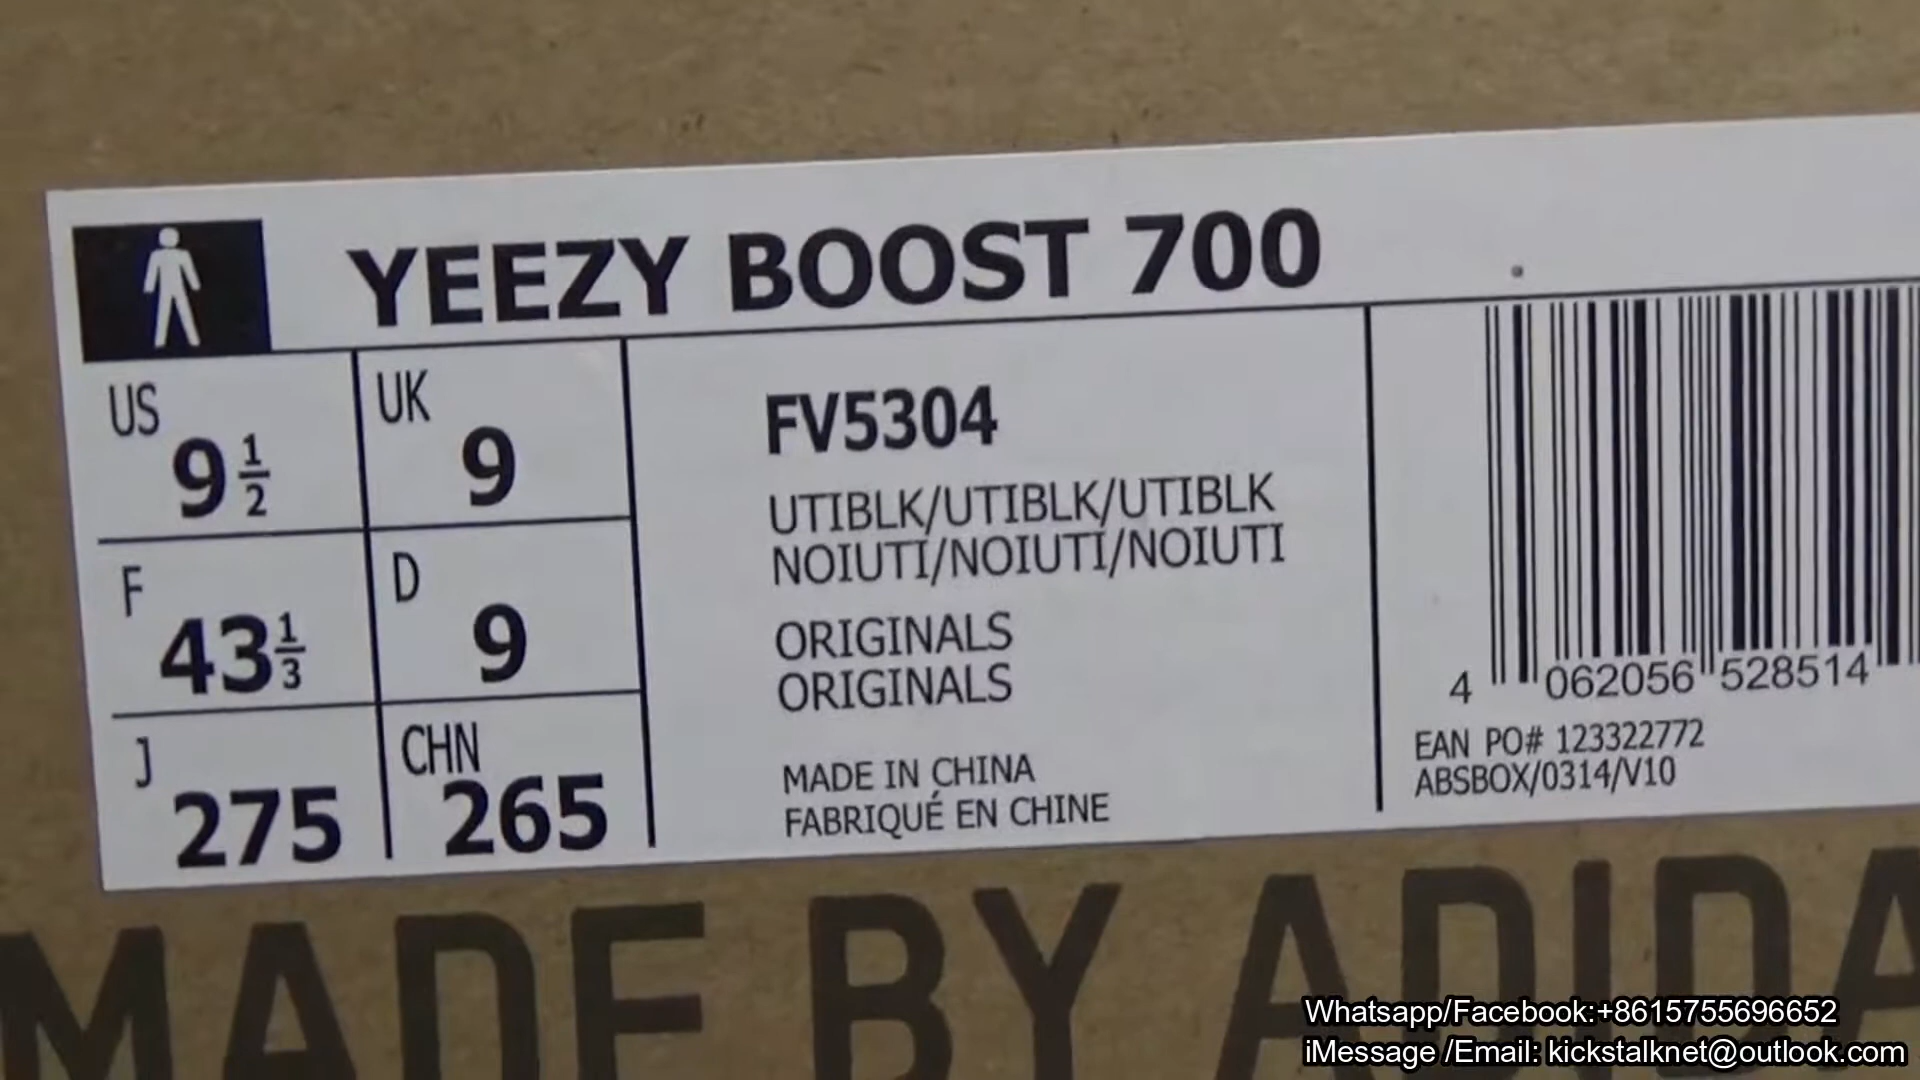 YEEZY BOOST 700
US
9 1/2
UK
9
F
43 1/3
D
9
J
275
CHN
265
FV5304
UTIBLK/UTIBLK/UTIBLK
NOIUTI/NOIUTI/NOIUTI
ORIGINALS
ORIGINALS
MADE IN CHINA
FABRIQUÉ EN CHINE
4 062056 528514
EAN PO# 123322772
ABSBOX/0314/V10
MADE BY ADIDA
Whatsapp/Facebook:+8615755696652
iMessage /Email: kickstalknet@outlook.com